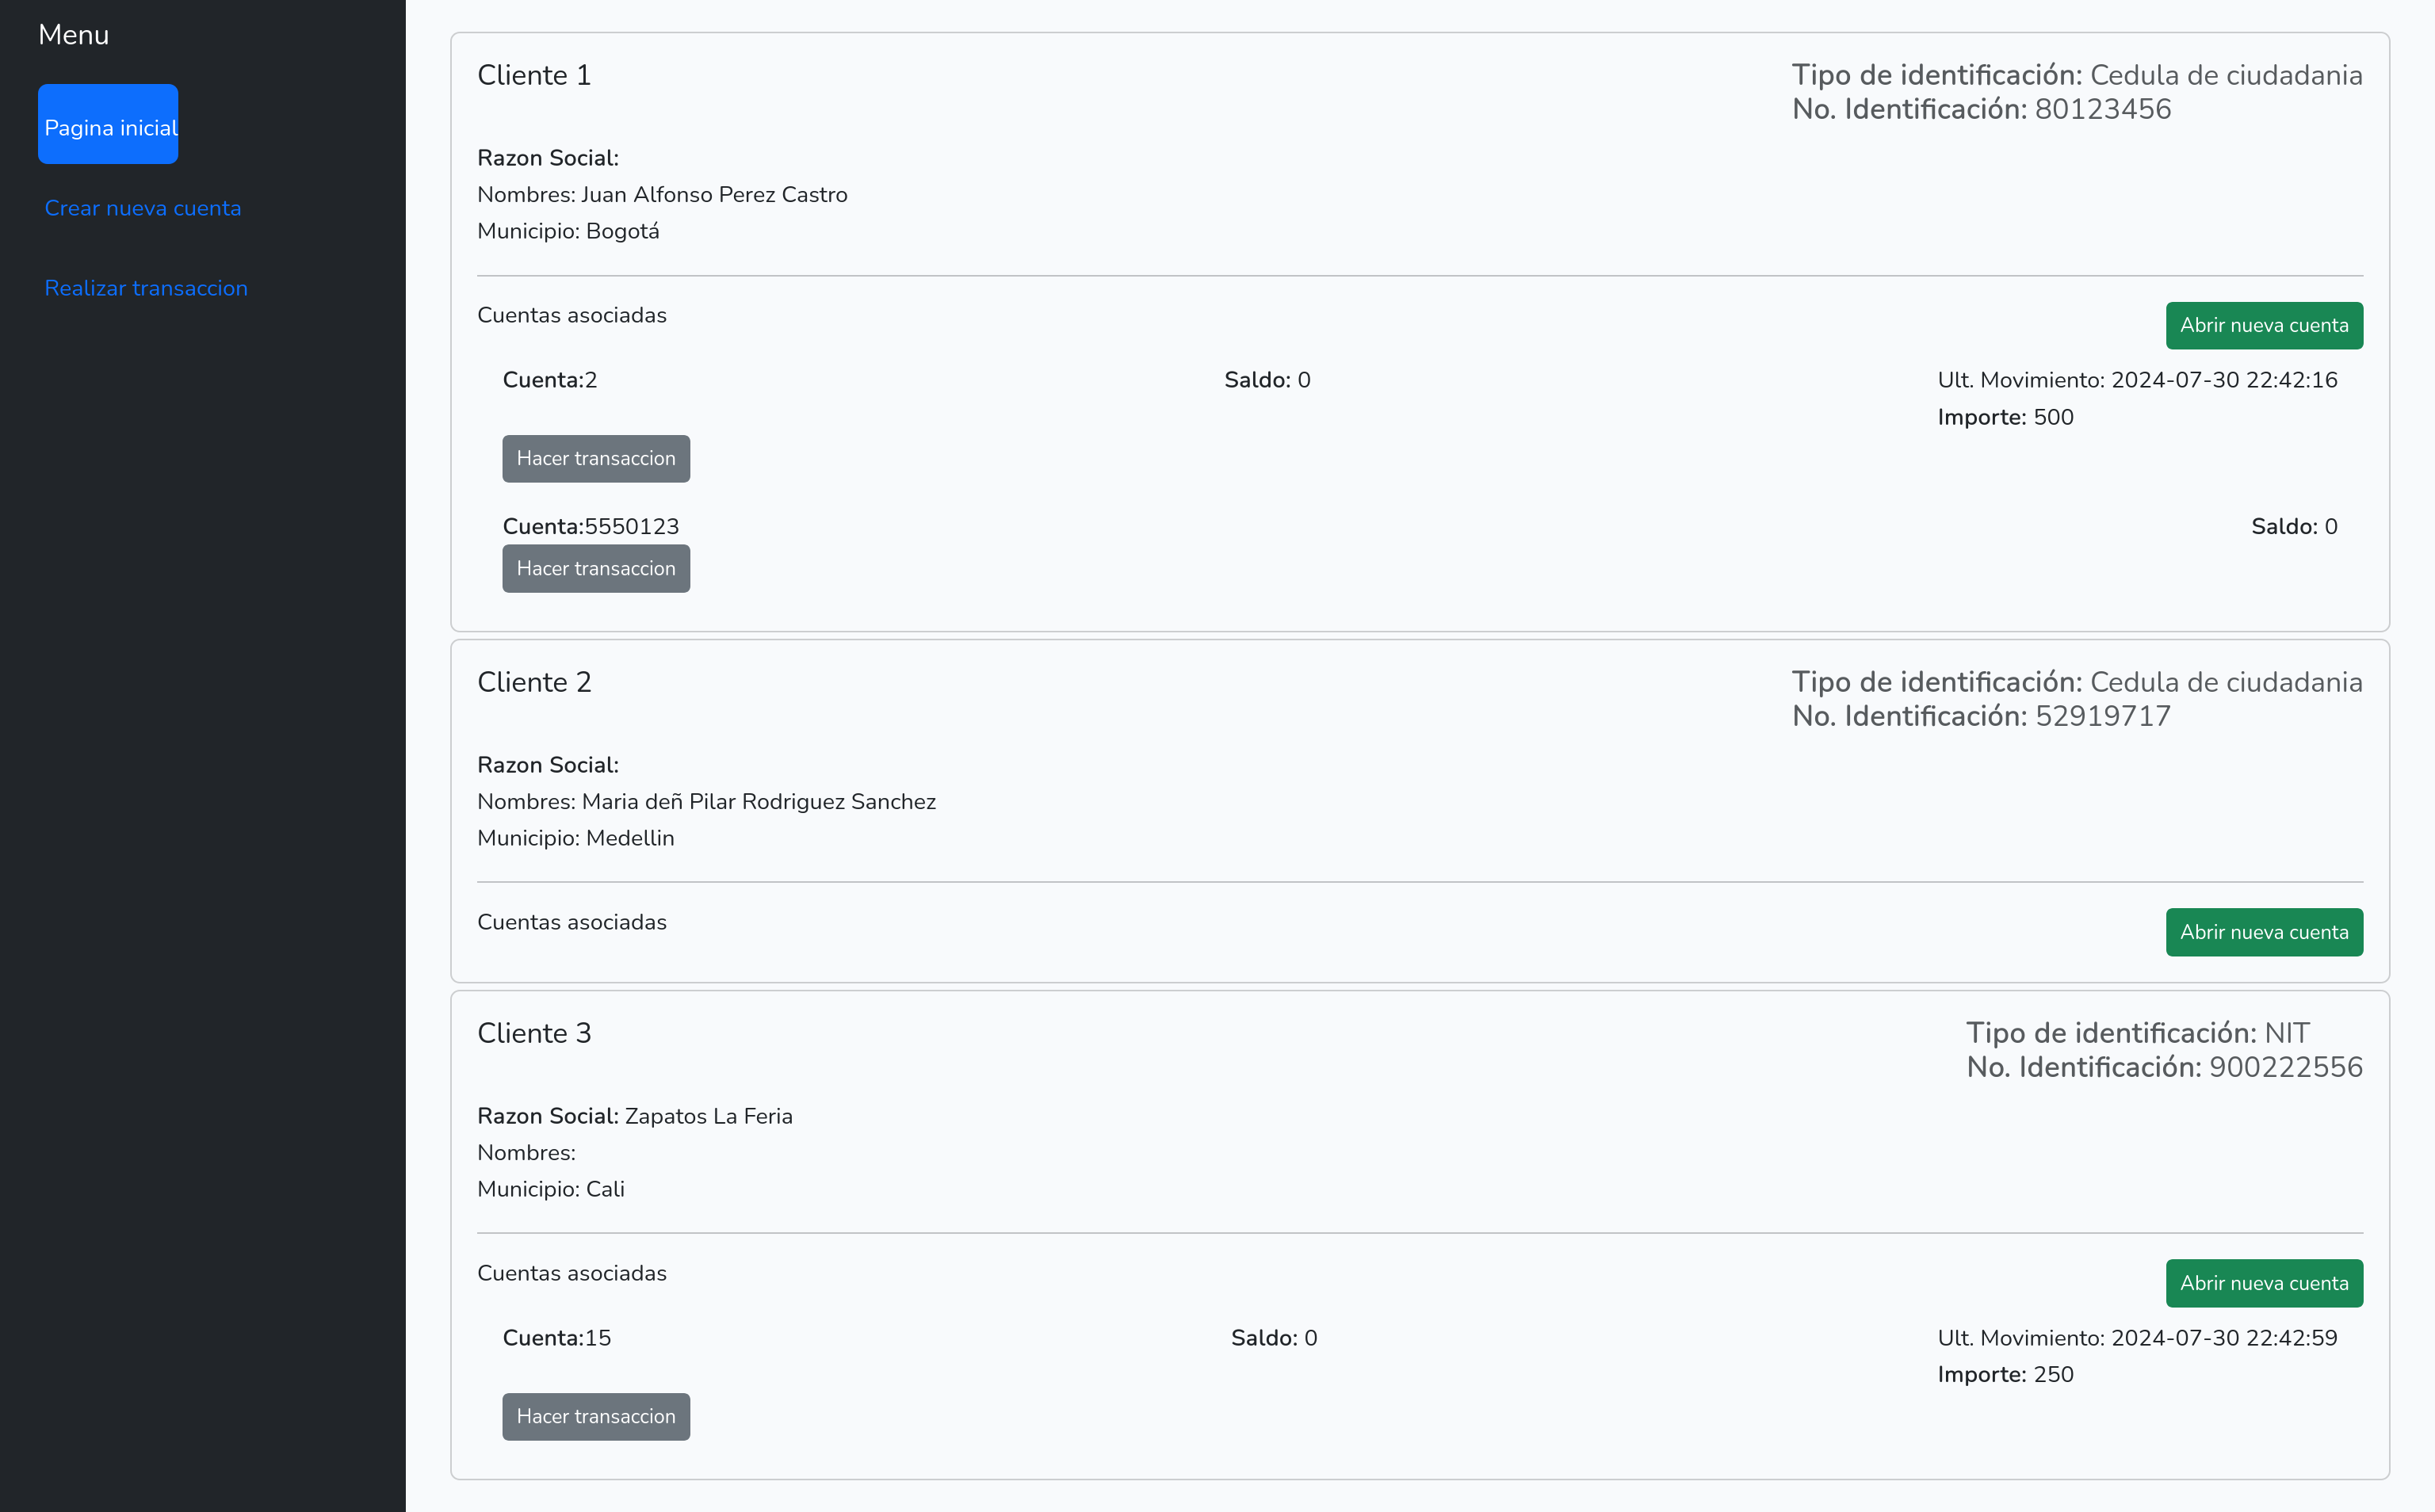 Menu
Pagina inicial
Crear nueva cuenta
Realizar transaccion
Cliente 1
Tipo de identificación: Cedula de ciudadania
No. Identificación: 80123456
Razon Social:
Nombres: Juan Alfonso Perez Castro
Municipio: Bogotá
Cuentas asociadas
Abrir nueva cuenta
Cuenta:2
Saldo: 0
Ult. Movimiento: 2024-07-30 22:42:16
Importe: 500
Hacer transaccion
Cuenta:5550123
Saldo: 0
Hacer transaccion
Cliente 2
Tipo de identificación: Cedula de ciudadania
No. Identificación: 52919717
Razon Social:
Nombres: Maria deñ Pilar Rodriguez Sanchez
Municipio: Medellin
Cuentas asociadas
Abrir nueva cuenta
Cliente 3
Tipo de identificación: NIT
No. Identificación: 900222556
Razon Social: Zapatos La Feria
Nombres:
Municipio: Cali
Cuentas asociadas
Abrir nueva cuenta
Cuenta:15
Saldo: 0
Ult. Movimiento: 2024-07-30 22:42:59
Importe: 250
Hacer transaccion